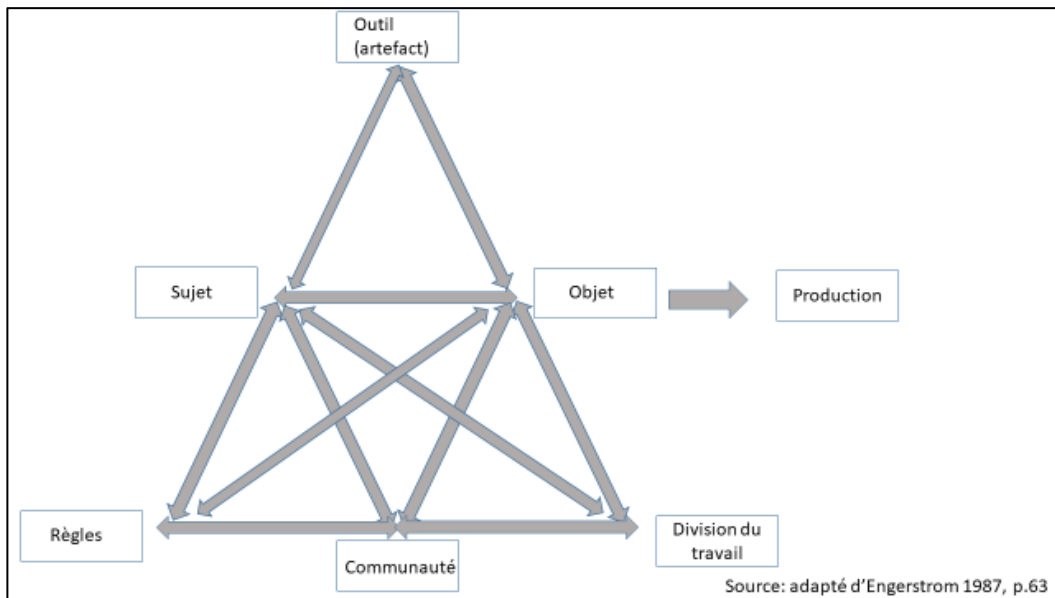 Outil
(artefact)
Sujet
Objet
Production
Règles
Communauté
Division du
travail
Source: adapté d'Engerstrom 1987, p.63